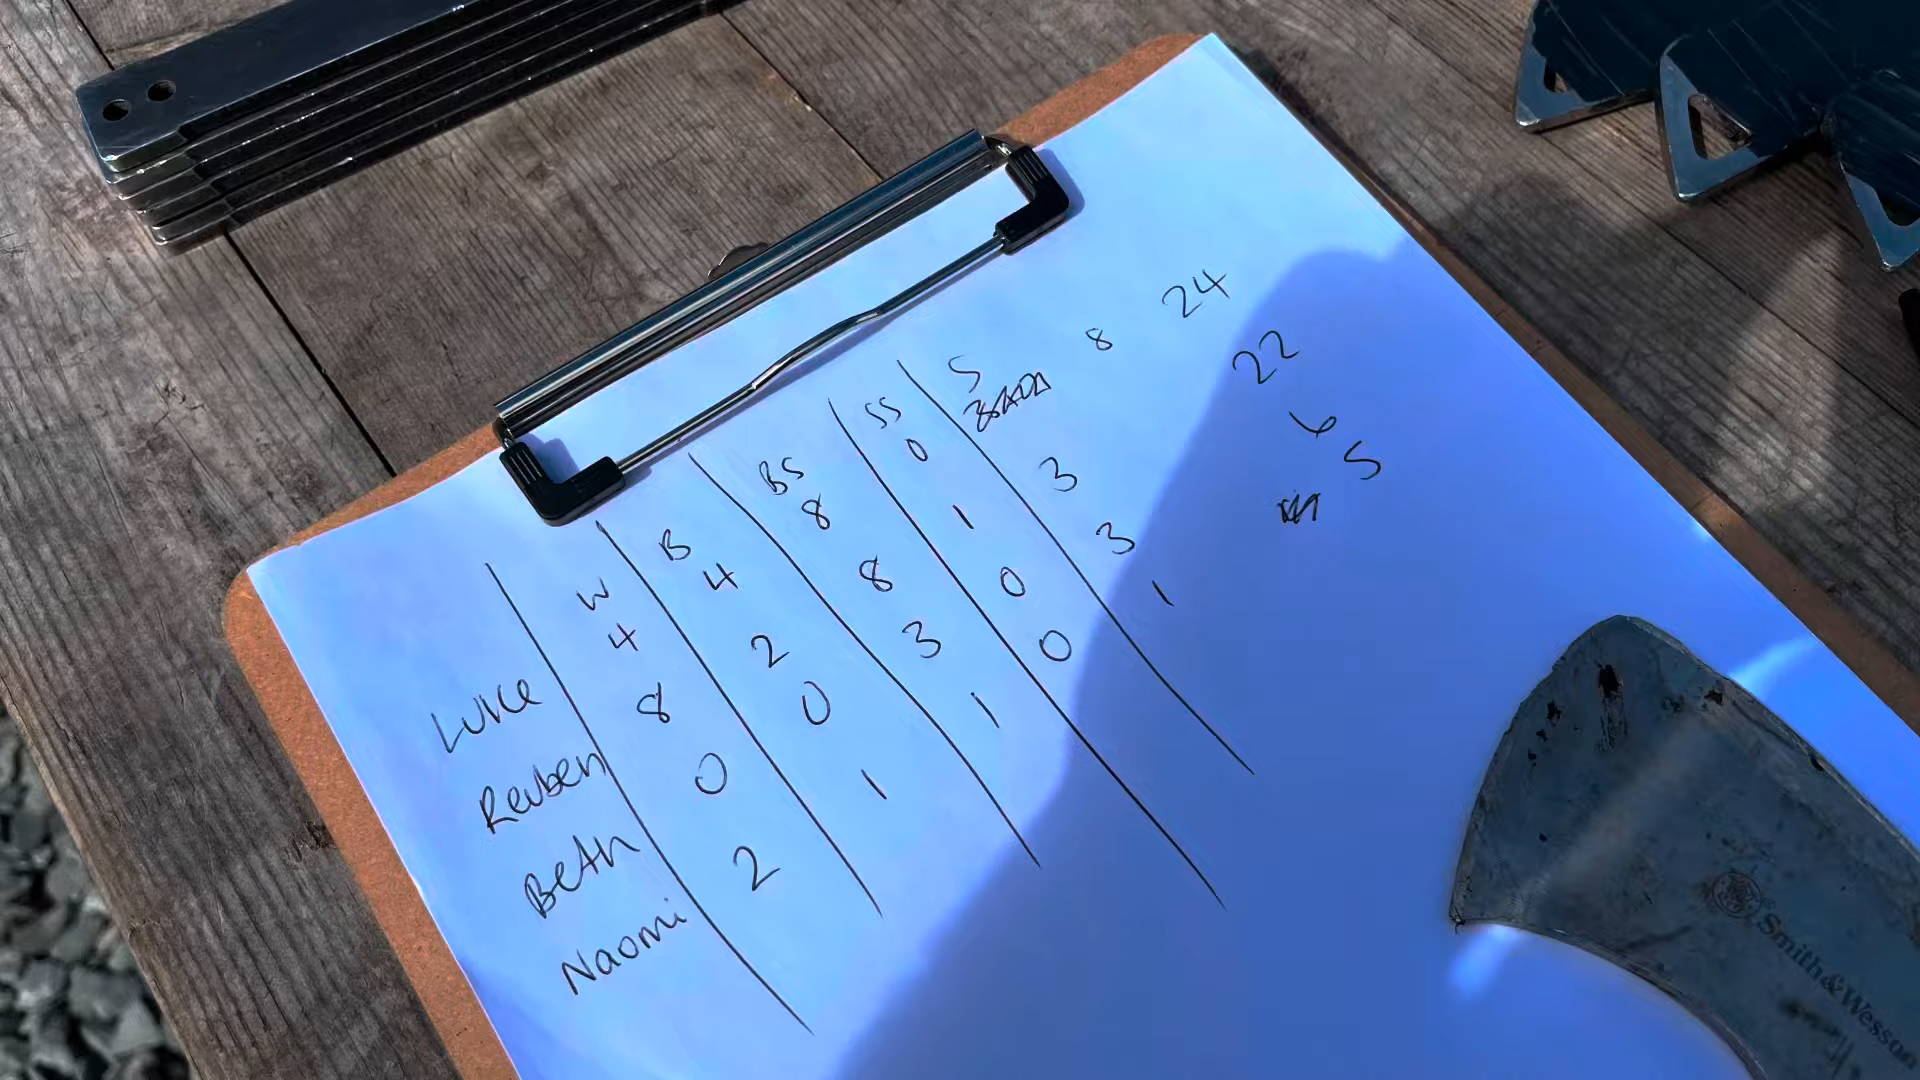 W B BS SS S
Luke 4 4 8 0 8 24
Reuben 8 2 8 1 3 22
Beth 0 0 3 0 3 6
Naomi 2 1 1 0 1 5
Smith&Wesson